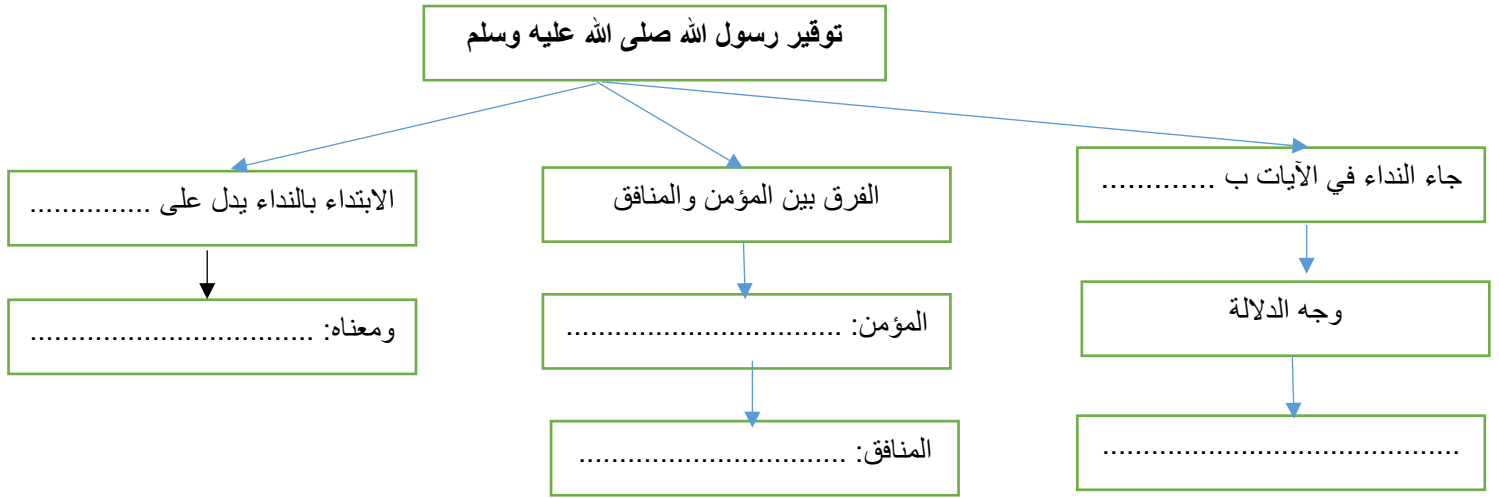 توقير رسول الله صلى الله عليه وسلم
جاء النداء في الآيات ب .............
وجه الدلالة
............................................
الفرق بين المؤمن والمنافق
المؤمن: ..................................
المنافق: .................................
الابتداء بالنداء يدل على ...............
ومعناه: ...................................